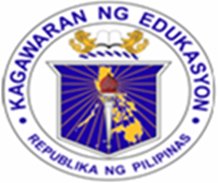 KAGAWARAN NG EDUKASYON
REPUBLIKA NG PILIPINAS